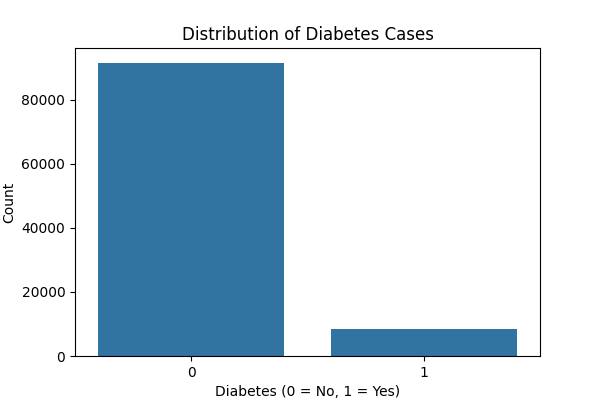 Distribution of Diabetes Cases
Count
80000
60000
40000
20000
0
0 1
Diabetes (0 = No, 1 = Yes)